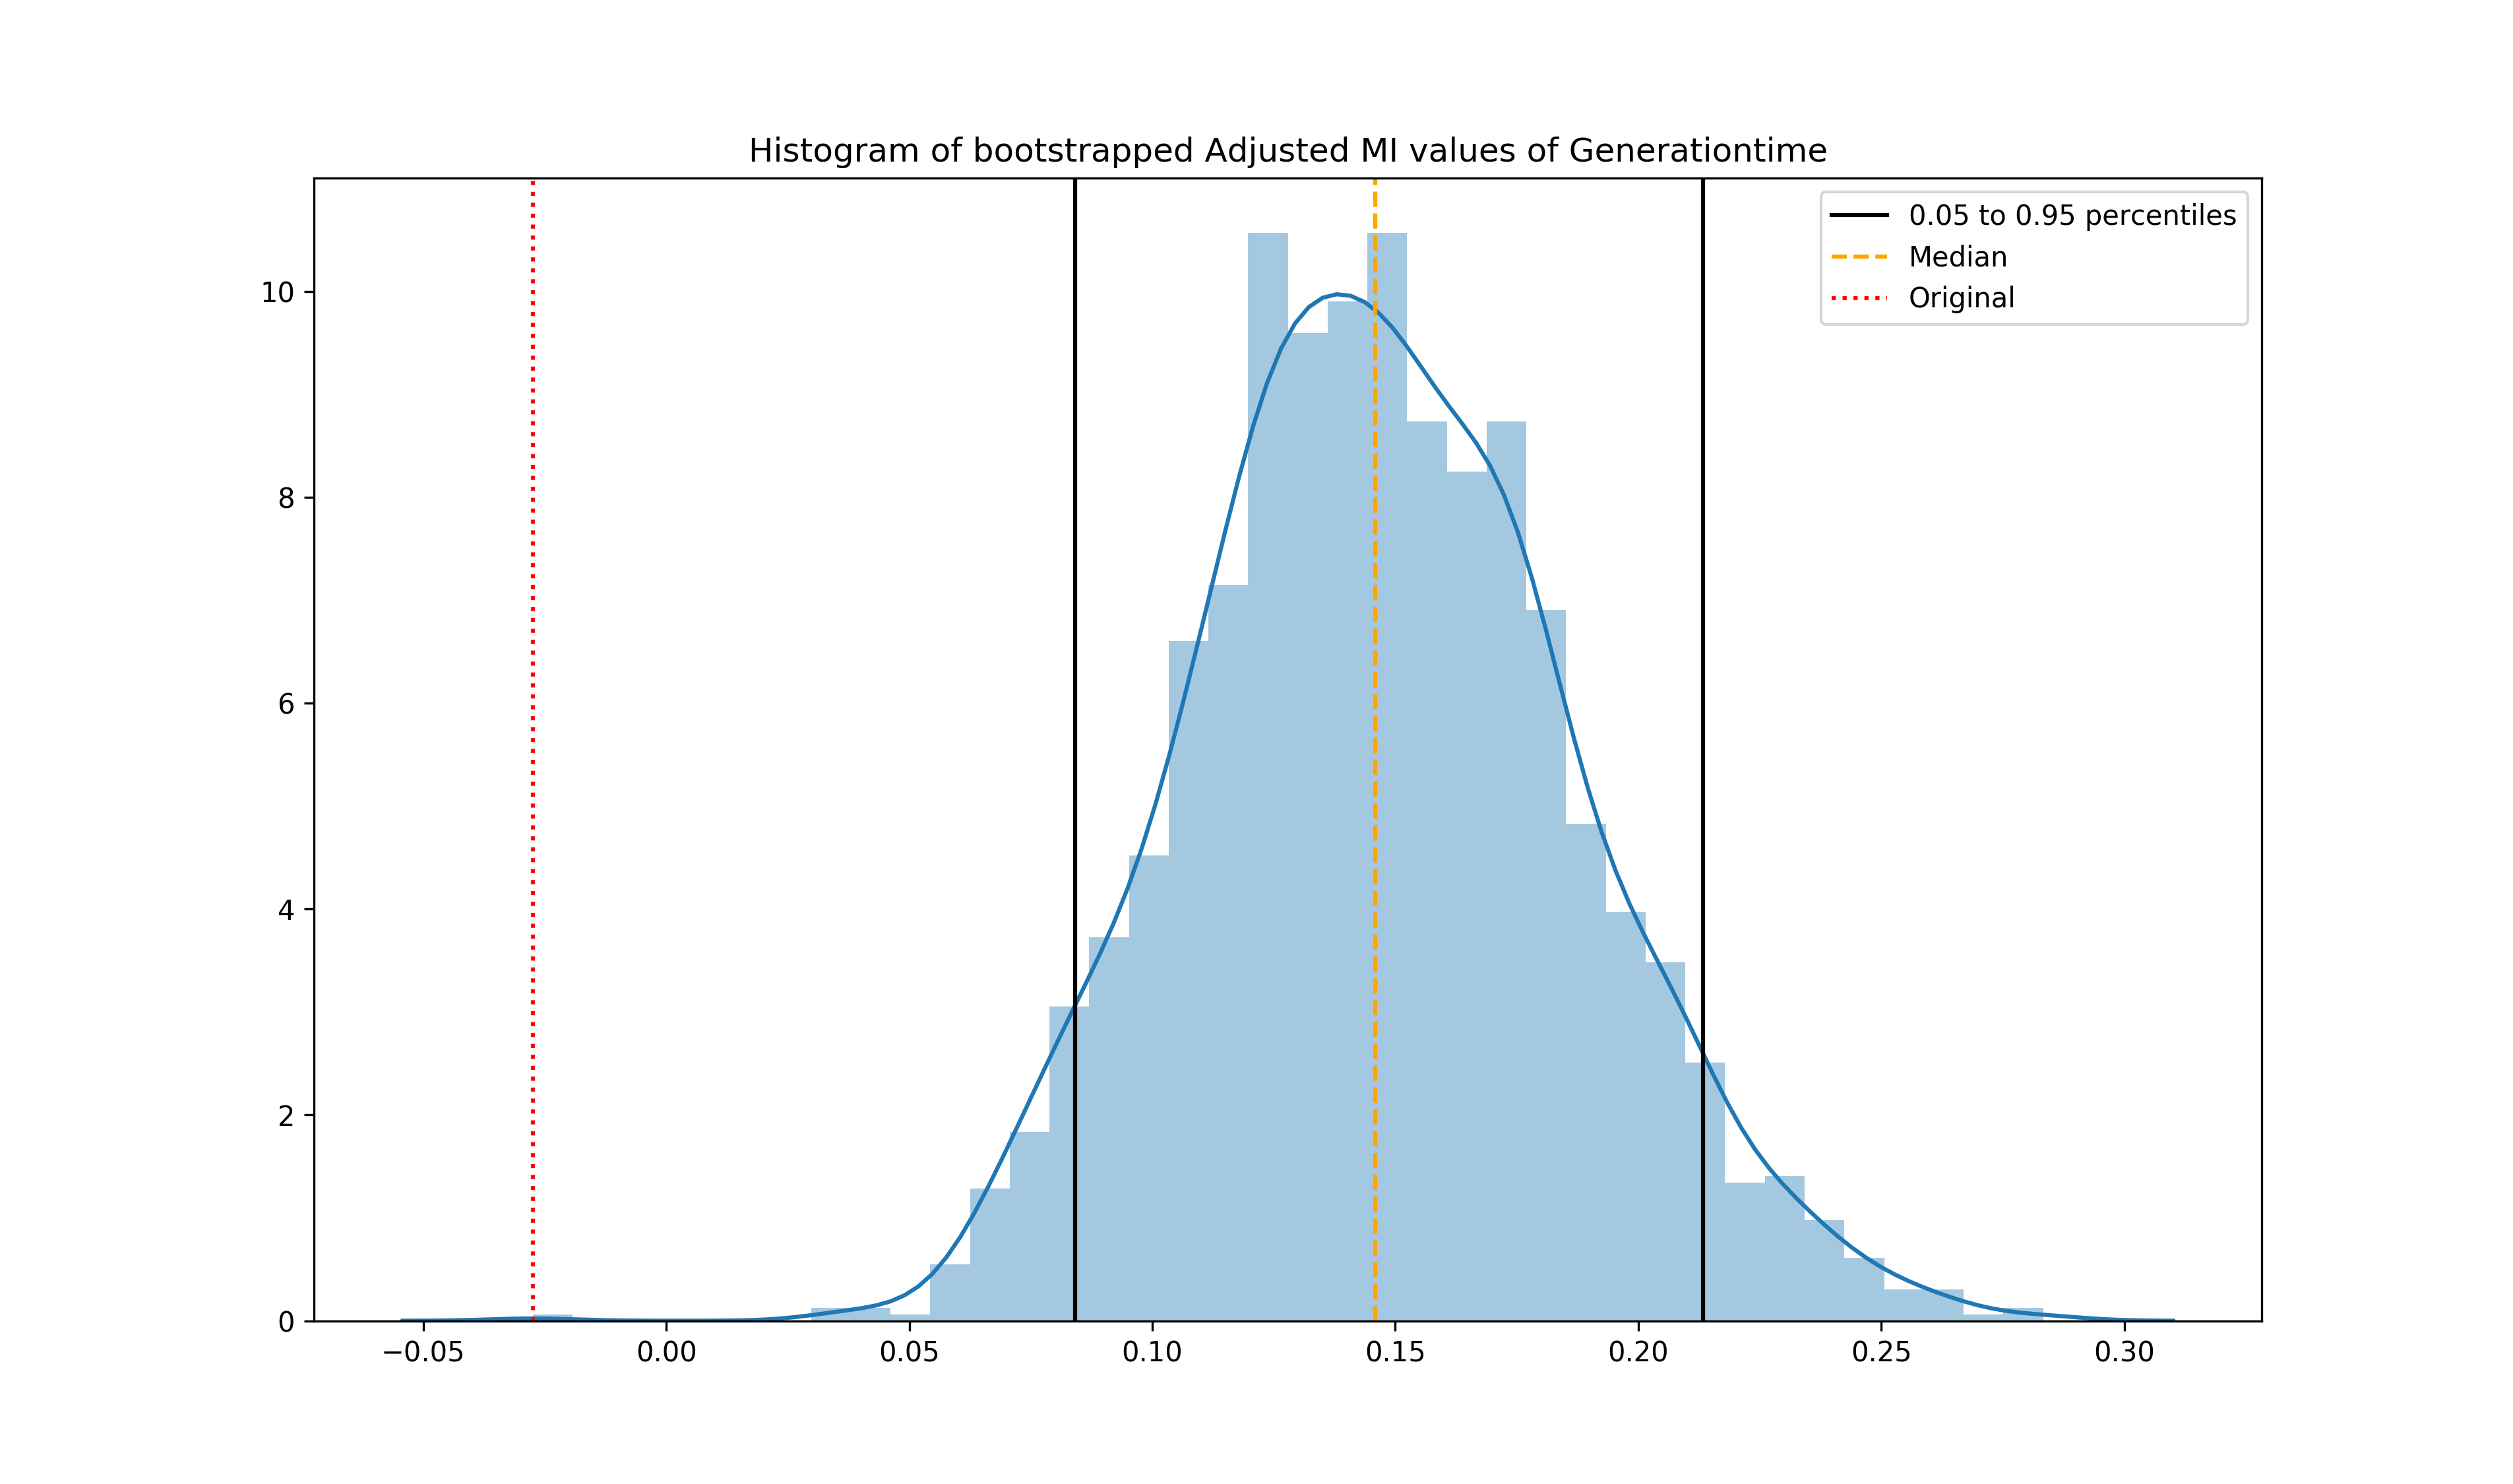 Histogram of bootstrapped Adjusted MI values of Generationtime
0.05 to 0.95 percentiles
Median
Original
10
8
6
4
2
0
−0.05 0.00 0.05 0.10 0.15 0.20 0.25 0.30